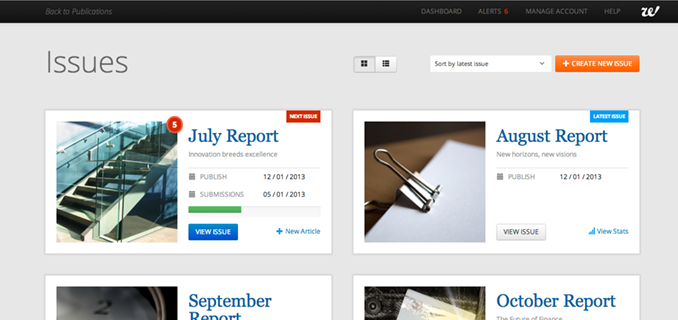 Back to Publications
DASHBOARD ALERTS 6 MANAGE ACCOUNT HELP
Issues
Sort by latest issue
+ CREATE NEW ISSUE
5
NEXT ISSUE
July Report
Innovation breeds excellence
PUBLISH 12 / 01 / 2013
SUBMISSIONS 05 / 01 / 2013
VIEW ISSUE
+ New Article
LATEST ISSUE
August Report
New horizons, new visions
PUBLISH 12 / 01 / 2013
VIEW ISSUE
View Stats
September
Report
October Report
The Future of Finance